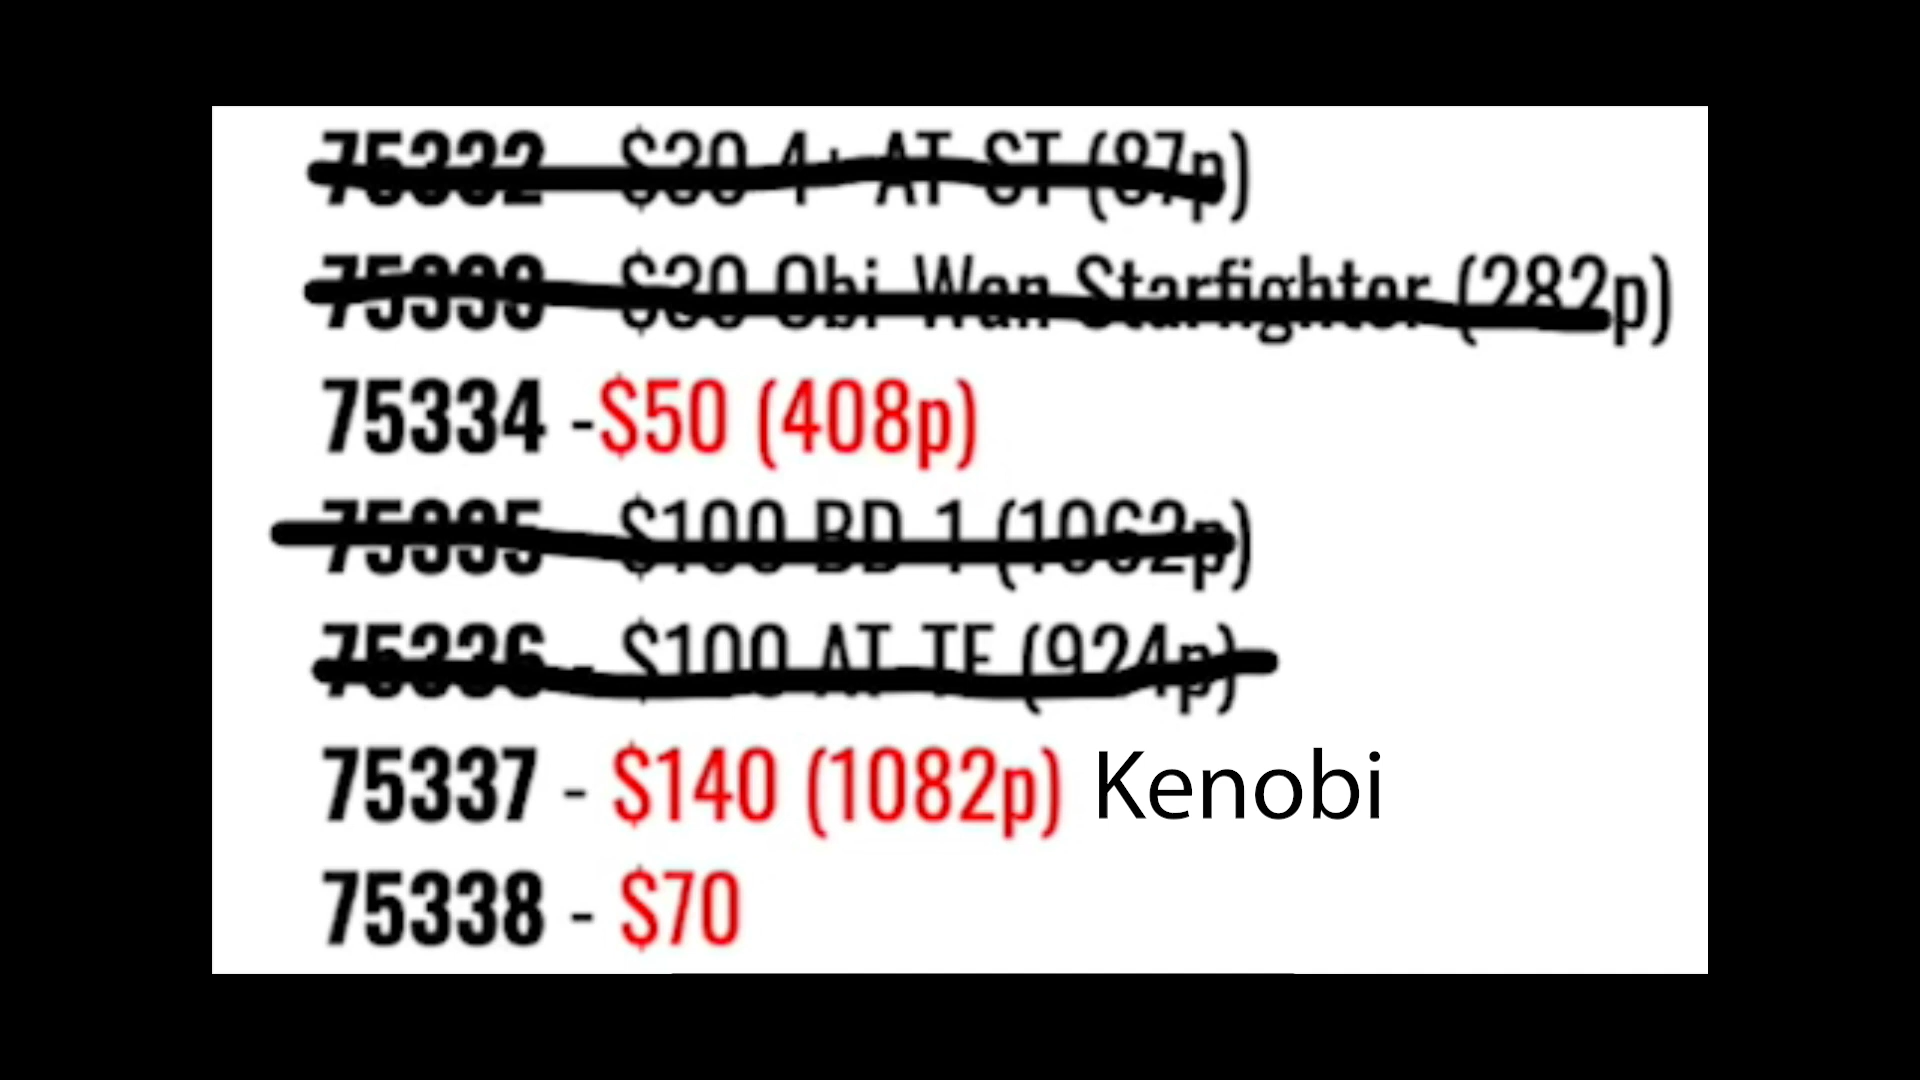 75332 - $30 4+ AT-ST (87p)
75333 - $30 Obi-Wan Starfighter (282p)
75334 -$50 (408p)
75335 - $100 BD-1 (1062p)
75336 - $100 AT-TE (924p)
75337 - $140 (1082p) Kenobi
75338 - $70